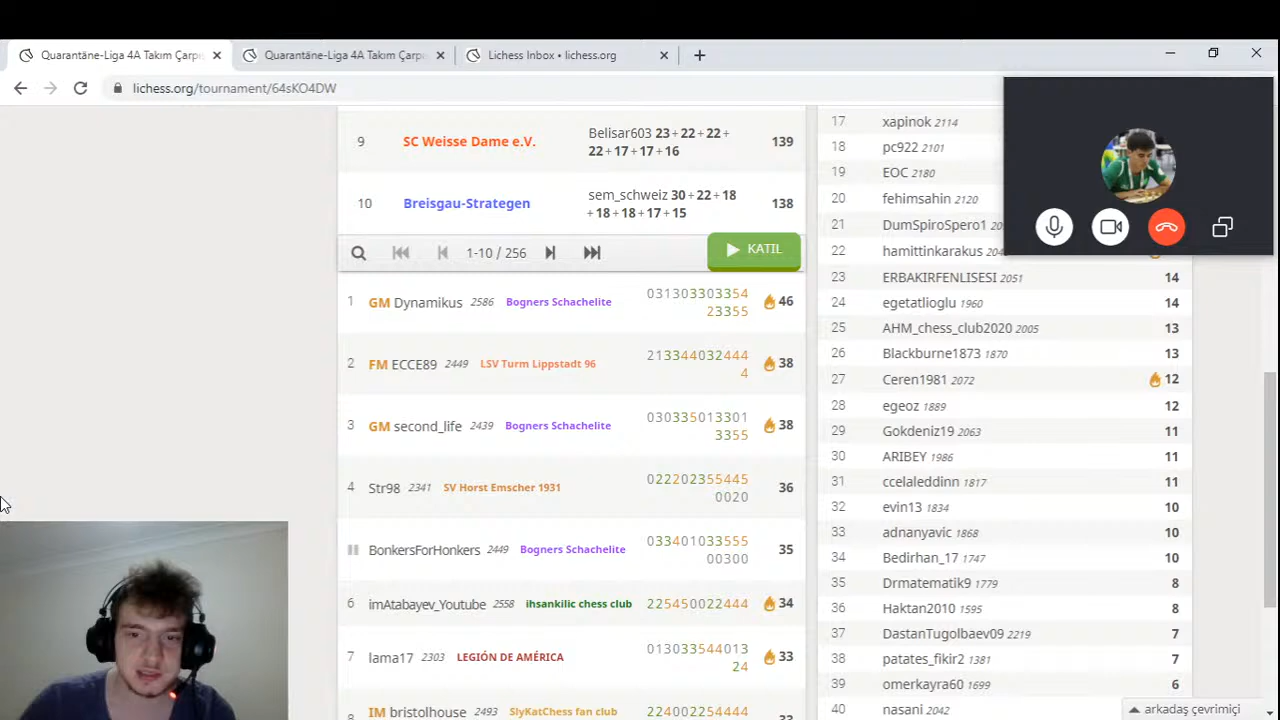 Quarantäne-Liga 4A Takım Çarpı
Quarantäne-Liga 4A Takım Çarpı
Lichess Inbox • lichess.org
lichess.org/tournament/64sKO4DW
9 SC Weisse Dame e.V. Belisar603 23+22+22+ 139
22+17+17+16
10 Breisgau-Strategen sem_schweiz 30+22+18 138
+18+18+17+15
1-10 / 256 KATIL
1 GM Dynamikus 2586 Bogners Schachelite 031303303354 46
23355
2 FM ECCE89 2449 LSV Turm Lippstadt 96 213344032444 38
4
3 GM second_life 2439 Bogners Schachelite 030335013301 38
3355
4 Str98 2341 SV Horst Emscher 1931 022202355445 36
0020
BonkersForHonkers 2449 Bogners Schachelite 033401033555 35
00300
6 imAtabayev_Youtube 2558 ihsankilic chess club 225450022444 34
7 lama17 2303 LEGIÓN DE AMÉRICA 013033544013 33
24
IM bristolhouse 2493 SlyKatChess fan club 224002254444
17 xapinok 2114
18 pc922 2101
19 EOC 2180
20 fehimsahin 2120
21 DumSpiroSpero1
22 hamittinkarakus
23 ERBAKIRFENLISESI 2051 14
24 egetatlioglu 1960 14
25 AHM_chess_club2020 2005 13
26 Blackburne1873 1870 13
27 Ceren1981 2072 12
28 egeoz 1889 12
29 Gokdeniz19 2063 11
30 ARIBEY 1986 11
31 ccelaleddinn 1817 11
32 evin13 1834 10
33 adnanyavic 1868 10
34 Bedirhan_17 1747 10
35 Drmatematik9 1779 8
36 Haktan2010 1595 8
37 DastanTugolbaev09 2219 7
38 patates_fikir2 1381 7
39 omerkayra60 1699 6
40 nasani 2042
arkadaş çevrimiçi